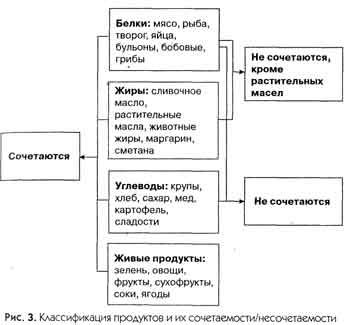 Белки: мясо, рыба,
творог, яйца,
бульоны, бобовые,
грибы
Не сочетаются,
кроме
растительных
масел
Жиры: сливочное
масло,
растительные
масла, животные
жиры, маргарин,
сметана
Сочетаются
Углеводы: крупы,
хлеб, сахар, мед,
картофель,
сладости
Не сочетаются
Живые продукты:
зелень, овощи,
фрукты, сухофрукты,
соки, ягоды
Рис. 3. Классификация продуктов и их сочетаемости/несочетаемости